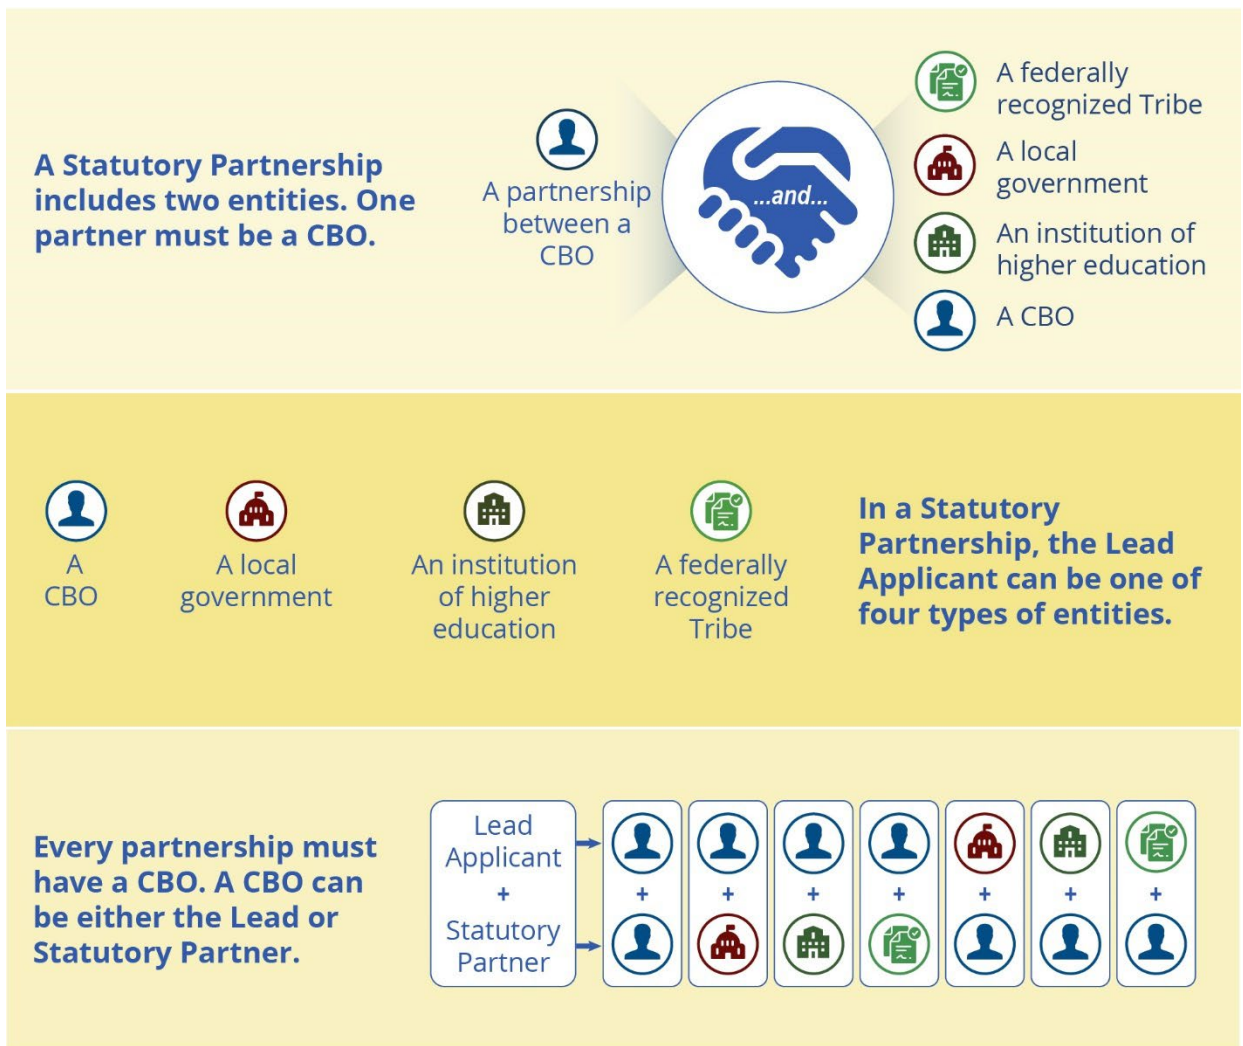 A Statutory Partnership
includes two entities. One
partner must be a CBO.
A partnership
between a
CBO
...and...
A federally
recognized Tribe
A local
government
An institution of
higher education
A CBO
A
CBO
A local
government
An institution
of higher
education
A federally
recognized
Tribe
In a Statutory
Partnership, the Lead
Applicant can be one of
four types of entities.
Every partnership must
have a CBO. A CBO can
be either the Lead or
Statutory Partner.
Lead
Applicant
+
Statutory
Partner
+ + + + + + +